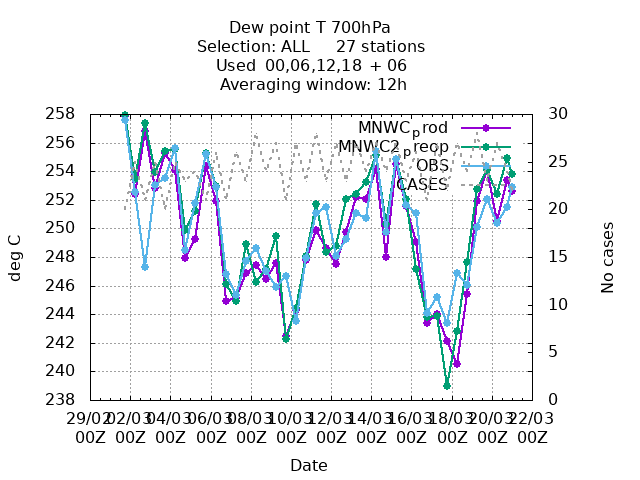 Dew point T 700hPa
Selection: ALL 27 stations
Used 00,06,12,18 + 06
Averaging window: 12h
258
256
254
252
250
248
246
244
242
240
238
30
25
20
15
10
5
0
MNWCprod
MNWC2preop
OBS
CASES
deg C
No cases
29/02 02/03 04/03 06/03 08/03 10/03 12/03 14/03 16/03 18/03 20/03 22/03
00Z 00Z 00Z 00Z 00Z 00Z 00Z 00Z 00Z 00Z 00Z 00Z
Date